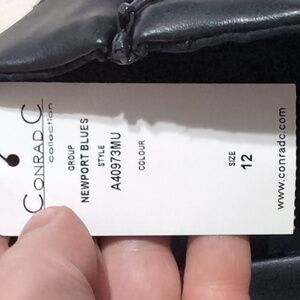 CONRAD C
collection
GROUP
NEWPORT BLUES
STYLE
A40973MU
COLOUR
SIZE
12
www.conradc.com